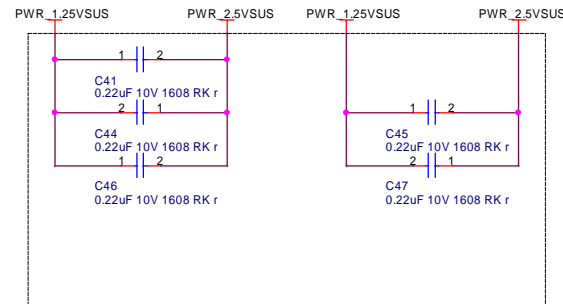 PWR_1.25VSUS PWR_2.5VSUS PWR_1.25VSUS PWR_2.5VSUS
1 2
C41
0.22uF 10V 1608 RK r
2 1
C44
0.22uF 10V 1608 RK r
1 2
C46
0.22uF 10V 1608 RK r
1 2
C45
0.22uF 10V 1608 RK r
2 1
C47
0.22uF 10V 1608 RK r